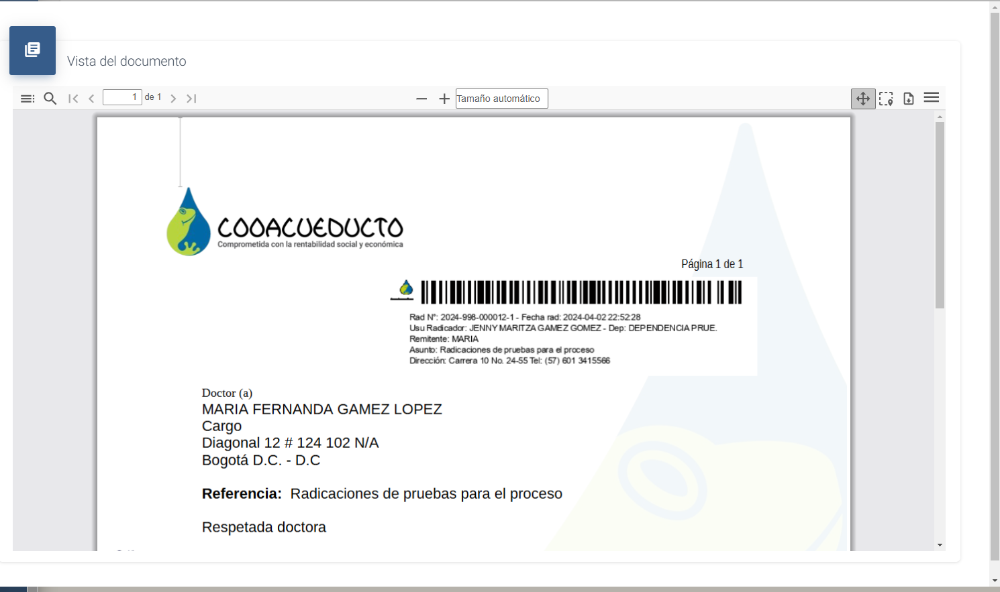 Vista del documento
1 de 1
Tamaño automático
COOACUEDUCTO
Comprometida con la rentabilidad social y económica
Página 1 de 1
Rad N°: 2024-998-000012-1 - Fecha rad: 2024-04-02 22:52:28
Usu Radicador: JENNY MARITZA GAMEZ GOMEZ - Dep: DEPENDENCIA PRUE.
Remitente: MARIA
Asunto: Radicaciones de pruebas para el proceso
Dirección: Carrera 10 No. 24-55 Tel: (57) 601 3415566
Doctor (a)
MARIA FERNANDA GAMEZ LOPEZ
Cargo
Diagonal 12 # 124 102 N/A
Bogotá D.C. - D.C
Referencia: Radicaciones de pruebas para el proceso
Respetada doctora